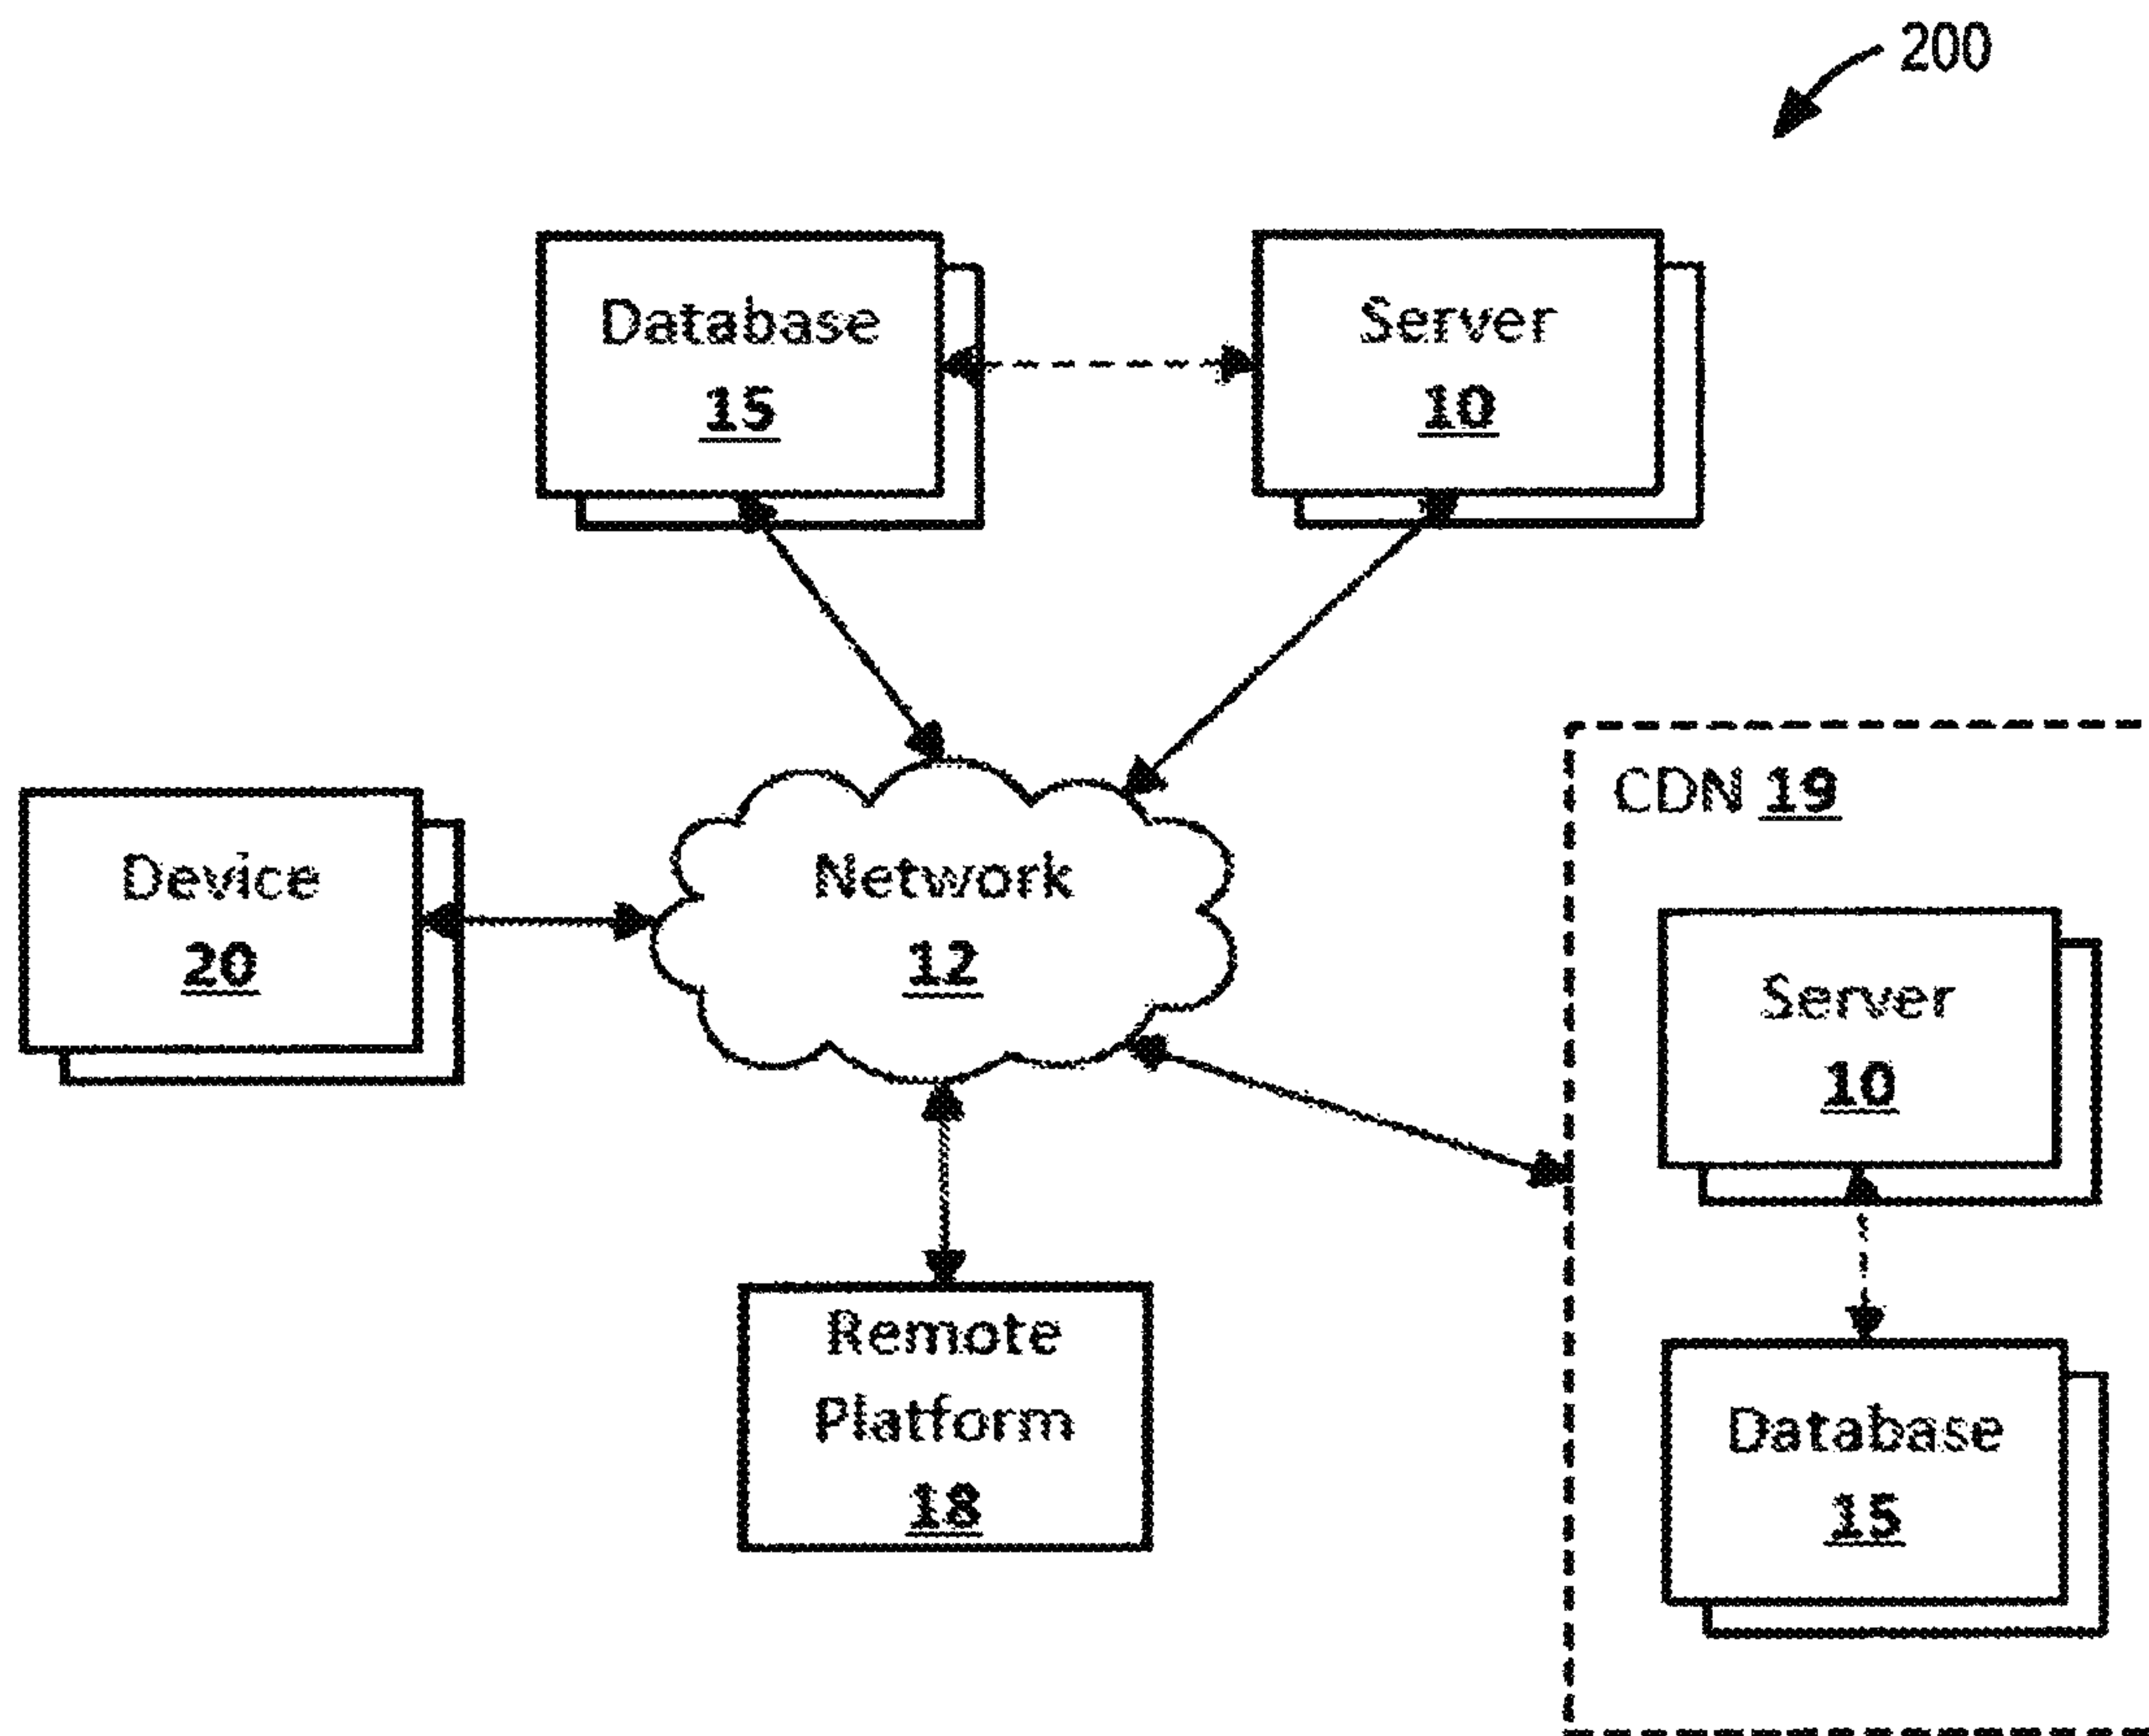 200
Database
15
Server
10
CDN 19
Device
20
Network
12
Server
10
Remote
Platform
18
Database
15